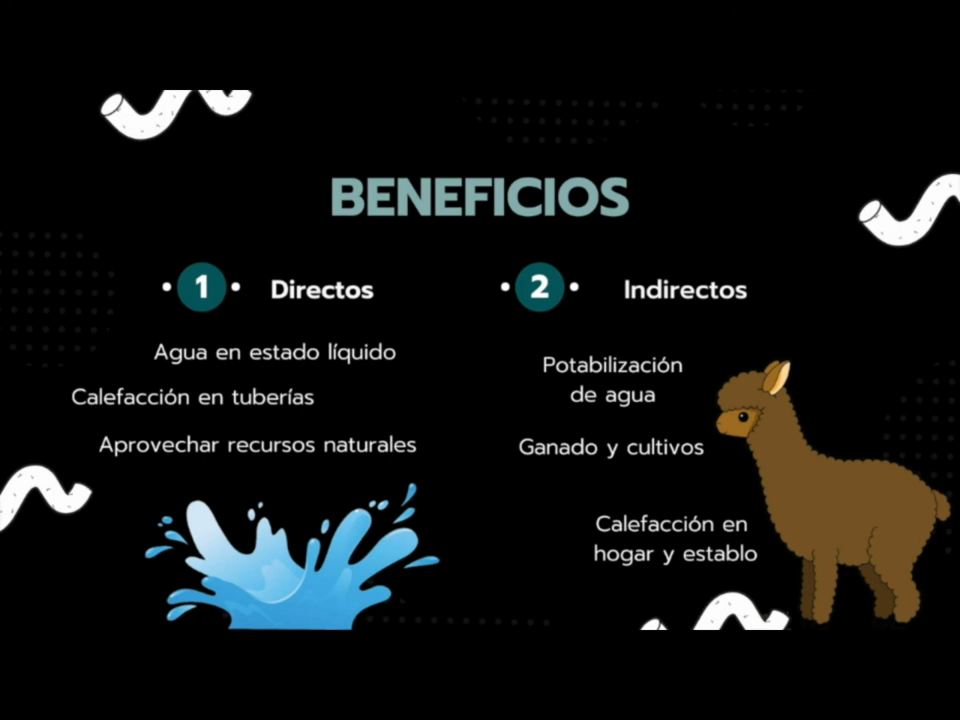 BENEFICIOS
1 Directos
Agua en estado líquido
Calefacción en tuberías
Aprovechar recursos naturales
2 Indirectos
Potabilización
de agua
Ganado y cultivos
Calefacción en
hogar y establo